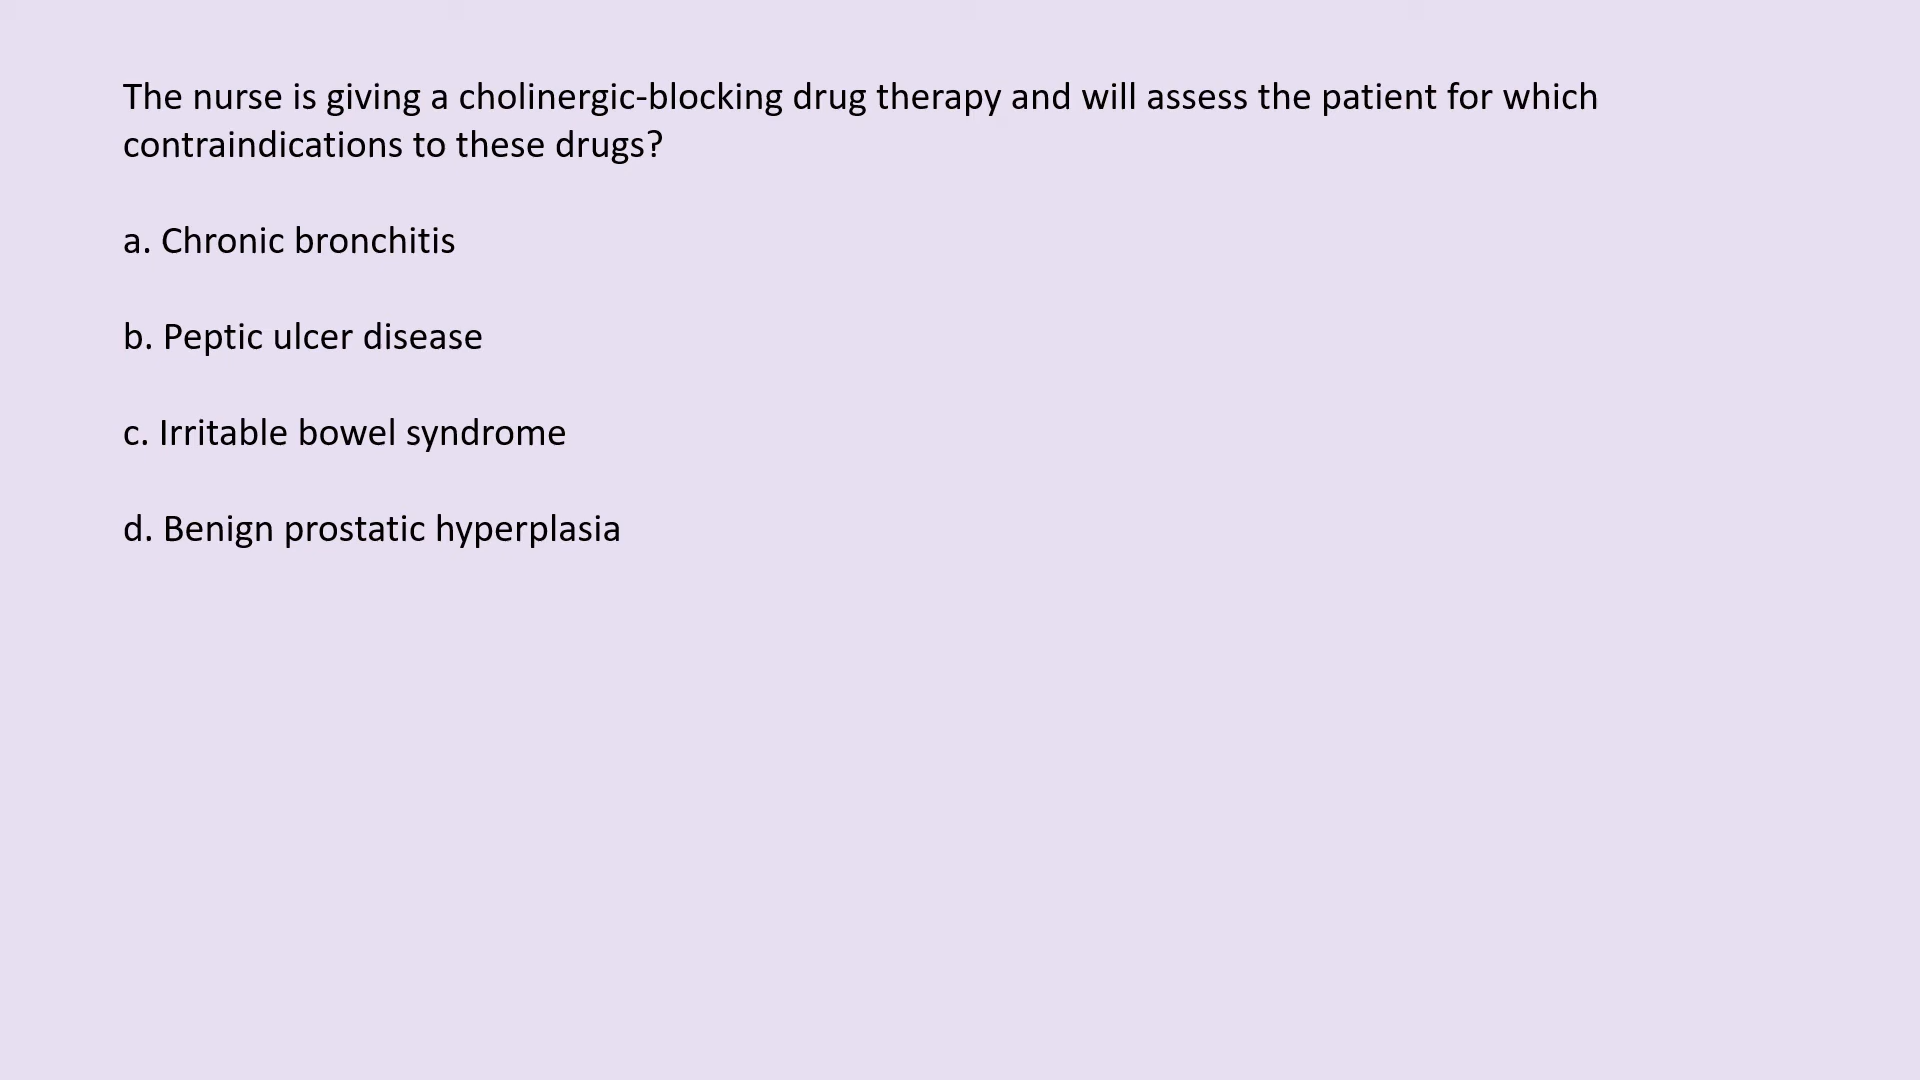 The nurse is giving a cholinergic-blocking drug therapy and will assess the patient for which
contraindications to these drugs?
a. Chronic bronchitis
b. Peptic ulcer disease
c. Irritable bowel syndrome
d. Benign prostatic hyperplasia